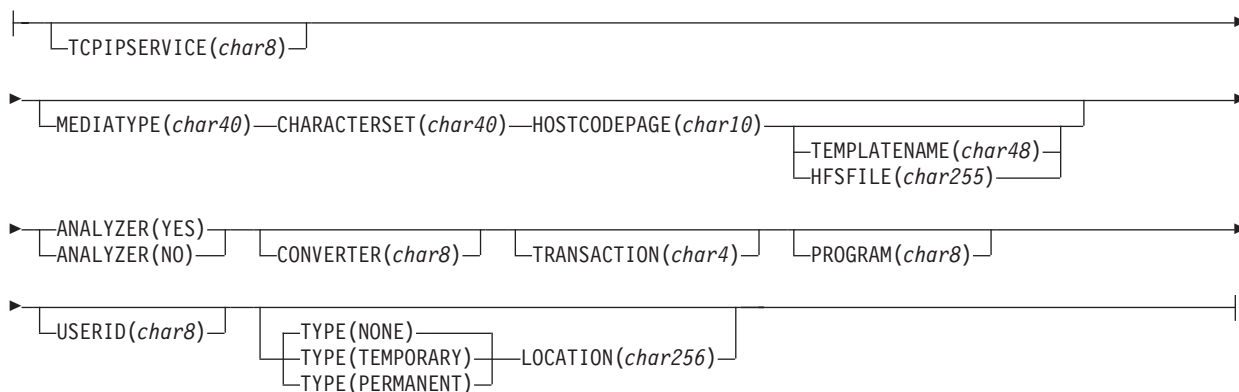 TCPIPSERVICE(char8)
MEDIATYPE(char40) CHARACTERSET(char40) HOSTCODEPAGE(char10)
TEMPLATENAME(char48)
HFSFILE(char255)
ANALYZER(YES)
ANALYZER(NO) CONVERTER(char8) TRANSACTION(char4) PROGRAM(char8)
USERID(char8) TYPE(NONE)
TYPE(TEMPORARY) LOCATION(char256)
TYPE(PERMANENT)